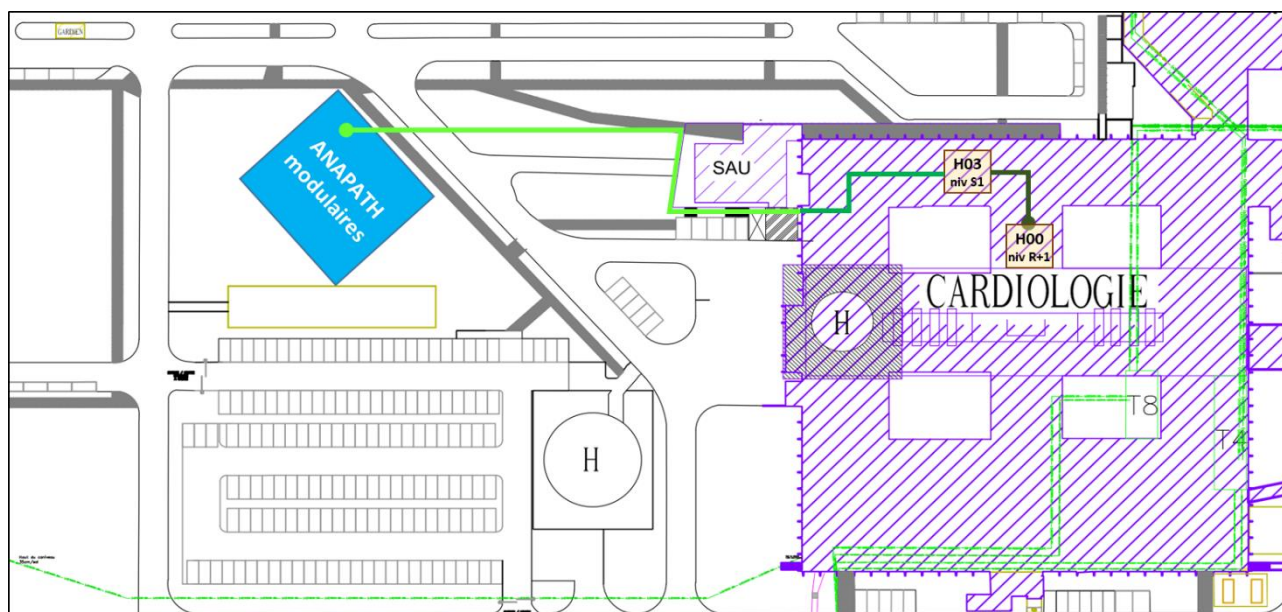 GARDIEN
ANAPATH
modulaires
SAU
H03
niv S1
H00
niv R+1
CARDIOLOGIE
H
T8
T4
H